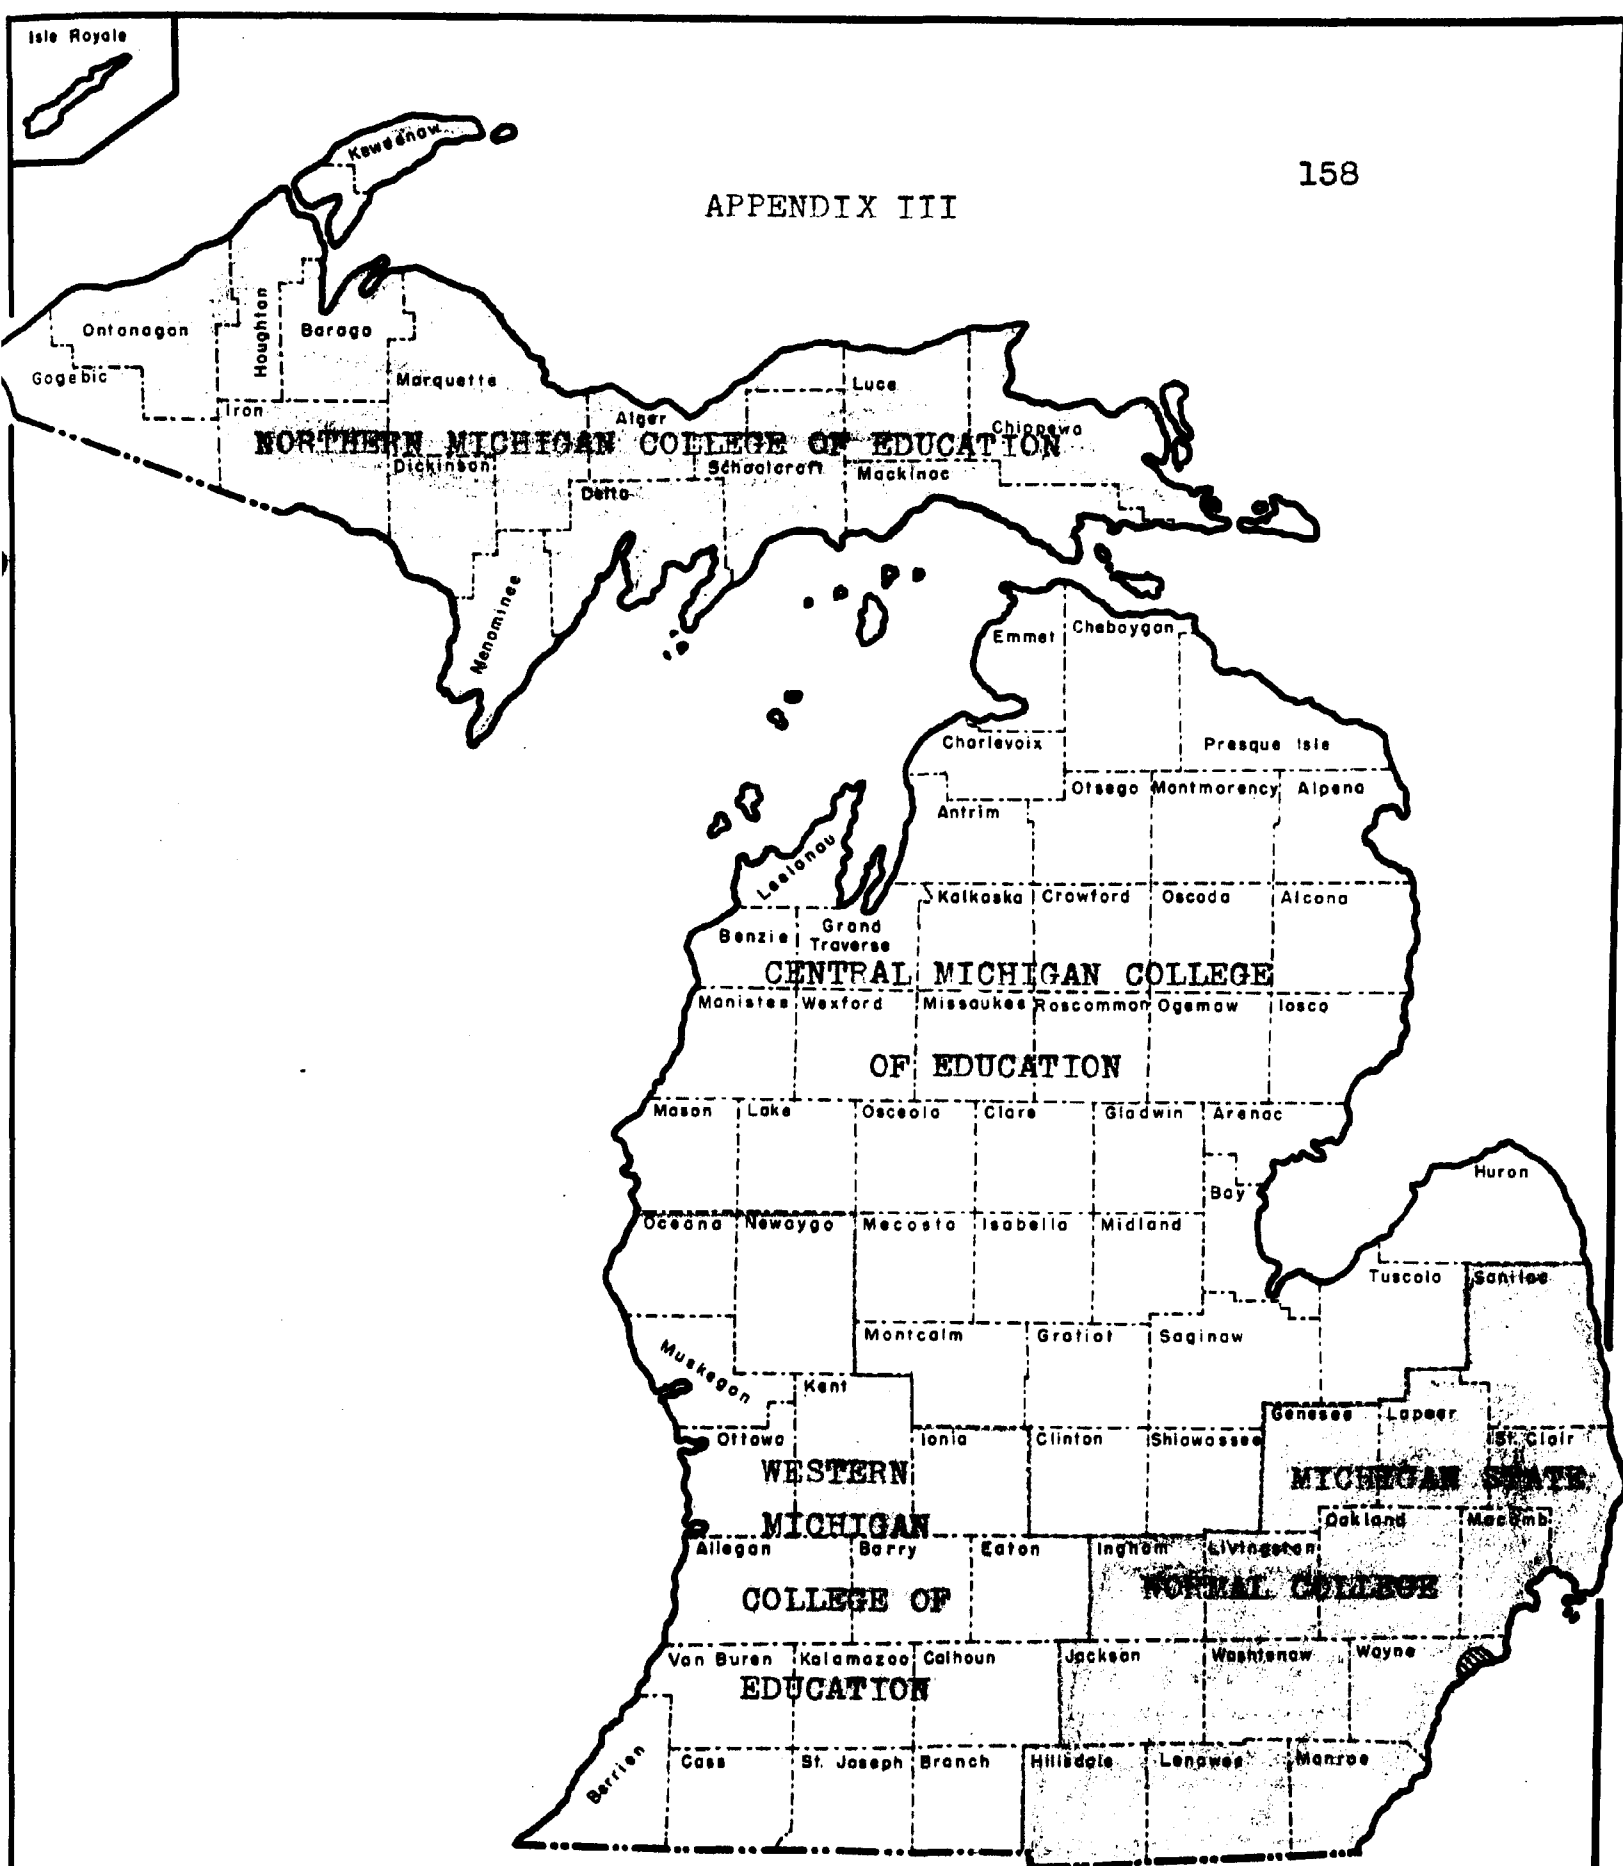 Isle Royale
Kewdenaw
158
APPENDIX III
Ontonagon
Houghton
Baraga
Gogebic
Marquette
Luce
Iron
Alger
Chippewa
NORTHERN MICHIGAN COLLEGE OF EDUCATION
Dickinson
Schoolcraft
Mackinac
Delta
Menominee
Emmet
Cheboygan
Charlevoix
Presque Isle
Otsego
Montmorency
Alpena
Antrim
Leelanau
Kalkaska
Crawford
Oscoda
Alcona
Benzie
Grand
Traverse
CENTRAL MICHIGAN COLLEGE
Manistee
Wexford
Missaukee
Roscommon
Ogemaw
Iosco
OF EDUCATION
Mason
Lake
Osceola
Clare
Gladwin
Arenac
Huron
Bay
Oceana
Newaygo
Mecosta
Isabella
Midland
Tuscola
Sanilac
Montcalm
Gratiot
Saginaw
Muskegon
Kent
Genesee
Lapeer
Ottawa
Ionia
Clinton
Shiawassee
St. Clair
WESTERN
MICHIGAN STATE
MICHIGAN
Oakland
Macomb
Allegan
Barry
Eaton
Ingham
Livingston
COLLEGE OF
NORMAL COLLEGE
Van Buren
Kalamazoo
Calhoun
Jackson
Washtenaw
Wayne
EDUCATION
Berrien
Cass
St. Joseph
Branch
Hillsdale
Lenawee
Monroe